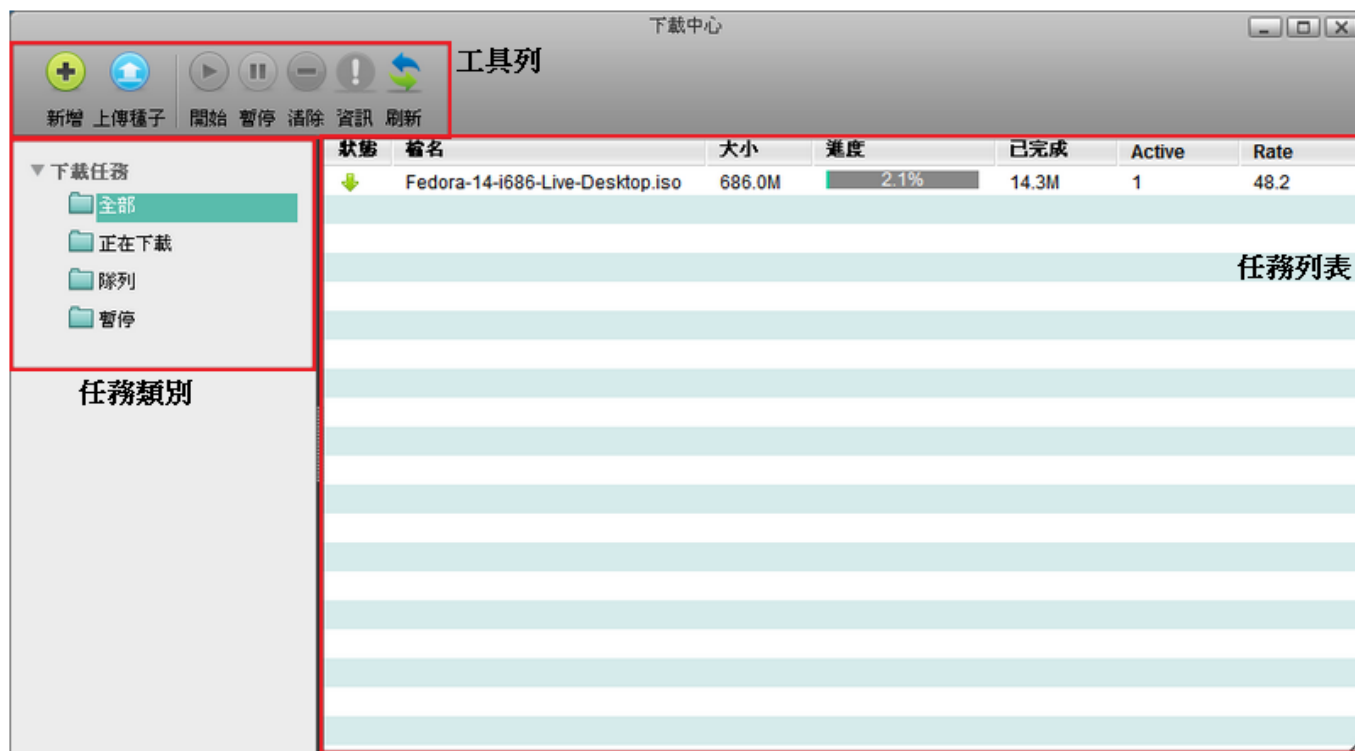 下載中心
工具列
新增 上傳種子 開始 暫停 清除 資訊 刷新
狀態 檔名 大小 進度 已完成 Active Rate
Fedora-14-i686-Live-Desktop.iso 686.0M 2.1% 14.3M 1 48.2
下載任務
全部
正在下載
隊列
暫停
任務列表
任務類別